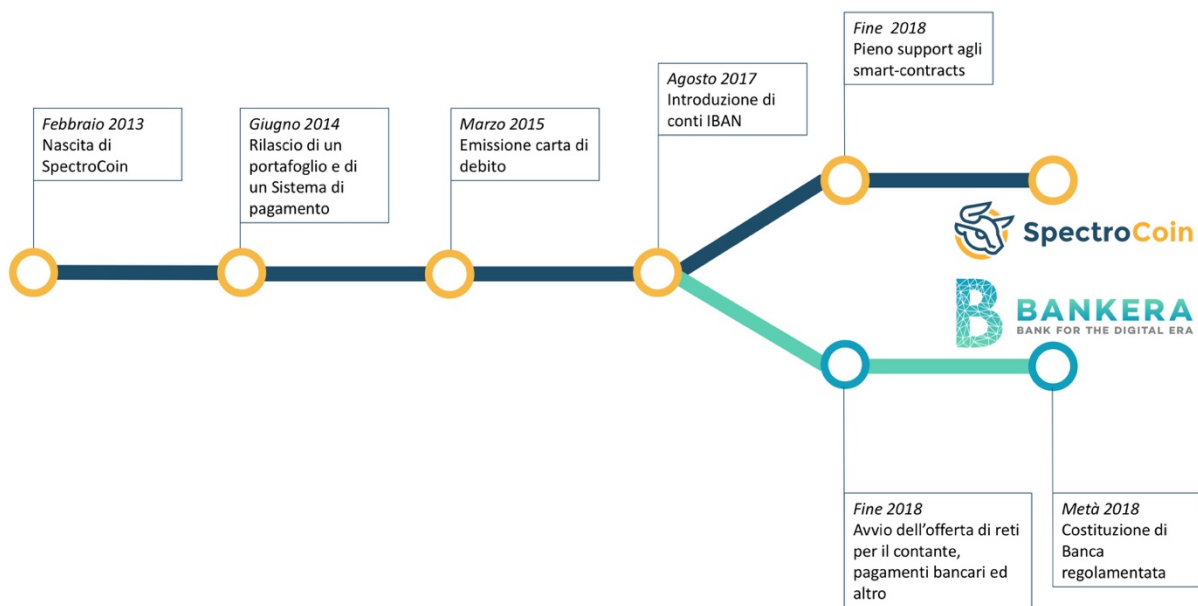 Febbraio 2013
Nascita di
SpectroCoin
Giugno 2014
Rilascio di un
portafoglio e di
un Sistema di
pagamento
Marzo 2015
Emissione carta di
debito
Agosto 2017
Introduzione di
conti IBAN
Fine 2018
Pieno support agli
smart-contracts
SpectroCoin
BANKERA
BANK FOR THE DIGITAL ERA
Fine 2018
Avvio dell’offerta di reti
per il contante,
pagamenti bancari ed
altro
Metà 2018
Costituzione di
Banca
regolamentata